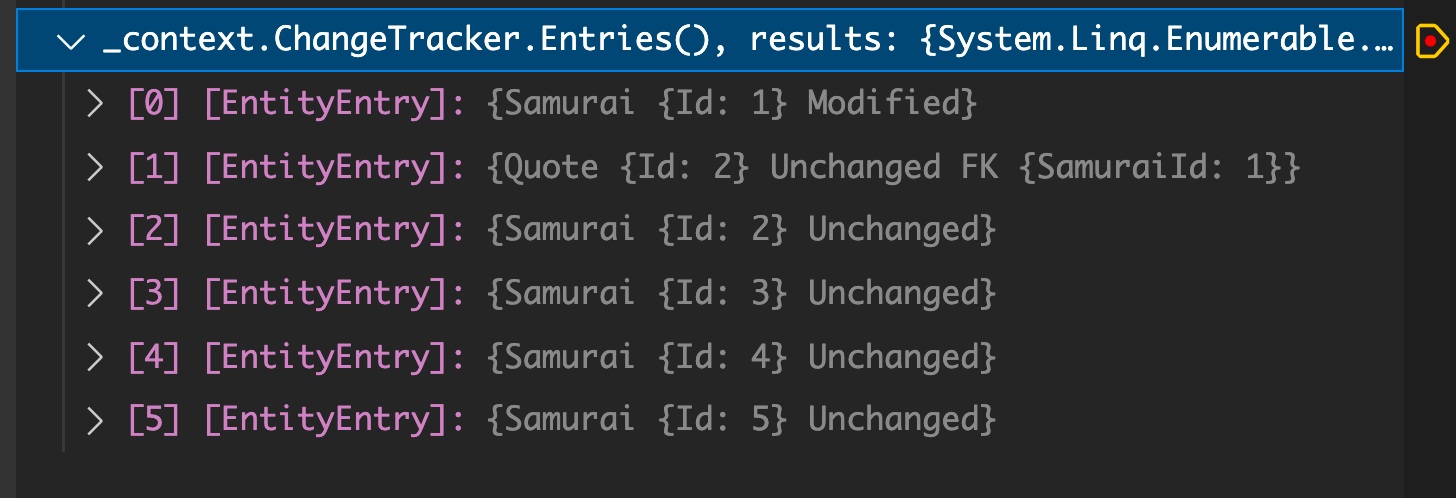 _context.ChangeTracker.Entries(), results: {System.Linq.Enumerable.…
[0] [EntityEntry]: {Samurai {Id: 1} Modified}
[1] [EntityEntry]: {Quote {Id: 2} Unchanged FK {SamuraiId: 1}}
[2] [EntityEntry]: {Samurai {Id: 2} Unchanged}
[3] [EntityEntry]: {Samurai {Id: 3} Unchanged}
[4] [EntityEntry]: {Samurai {Id: 4} Unchanged}
[5] [EntityEntry]: {Samurai {Id: 5} Unchanged}